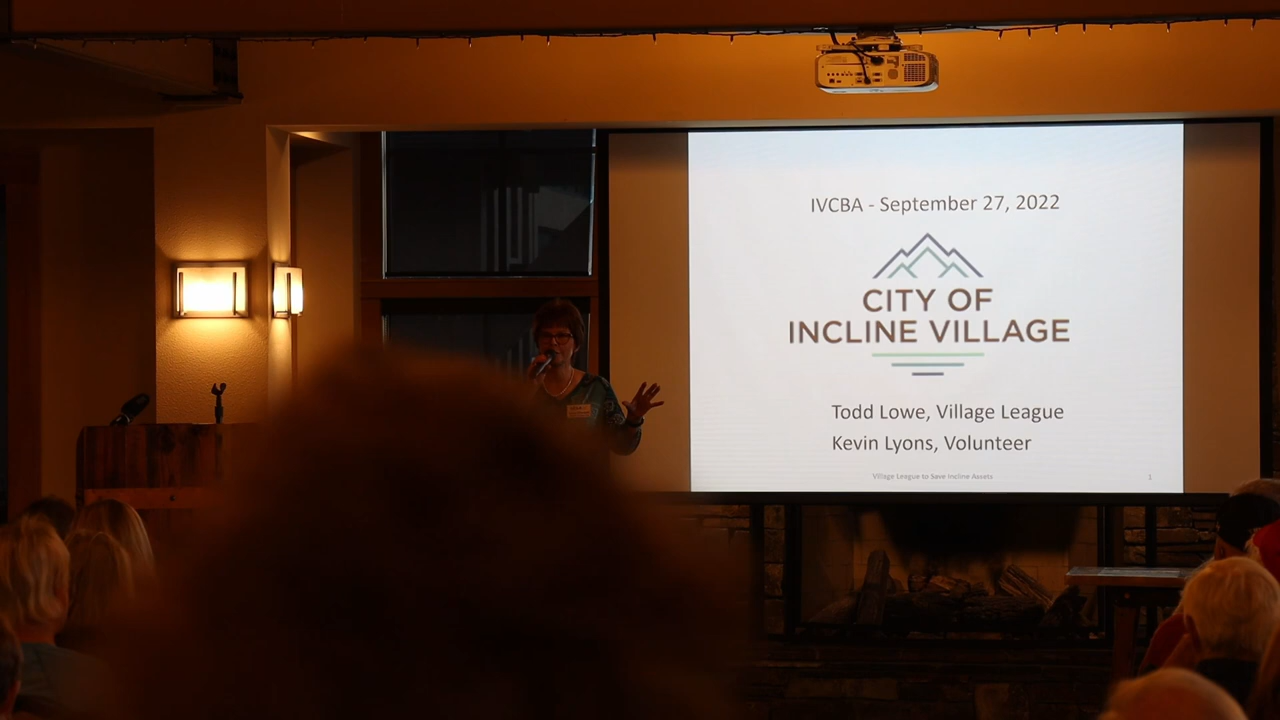 IVCBA - September 27, 2022
CITY OF
INCLINE VILLAGE
Todd Lowe, Village League
Kevin Lyons, Volunteer
Village League to Save Incline Assets
1